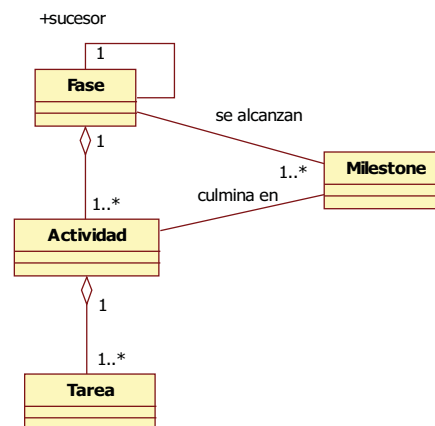 +sucesor
1
Fase
1
se alcanzan
1..*
Milestone
culmina en
1..*
Actividad
1
1..*
Tarea